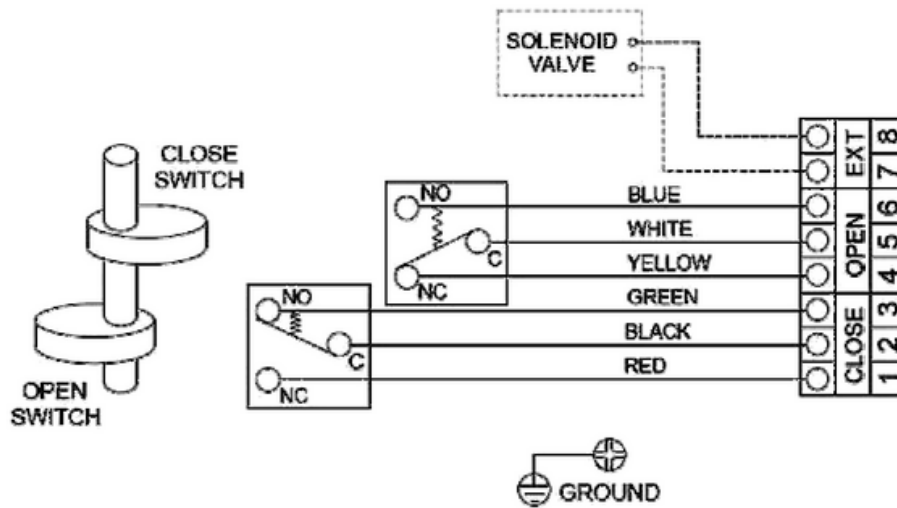 SOLENOID
VALVE
CLOSE
SWITCH
OPEN
SWITCH
NO
C
NC
NO
C
NC
BLUE
WHITE
YELLOW
GREEN
BLACK
RED
EXT
OPEN
CLOSE
8
7
6
5
4
3
2
1
GROUND